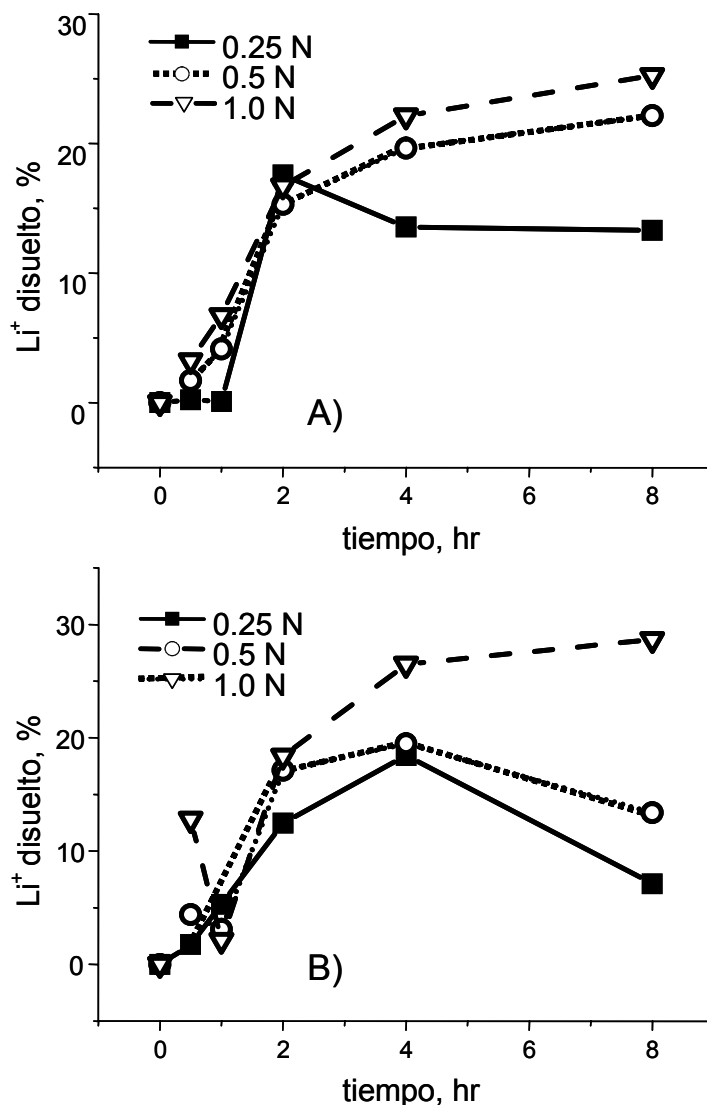 30
20
10
0
Li⁺ disuelto, %
0.25 N
0.5 N
1.0 N
A)
0 2 4 6 8
tiempo, hr
30
20
10
0
Li⁺ disuelto, %
0.25 N
0.5 N
1.0 N
B)
0 2 4 6 8
tiempo, hr